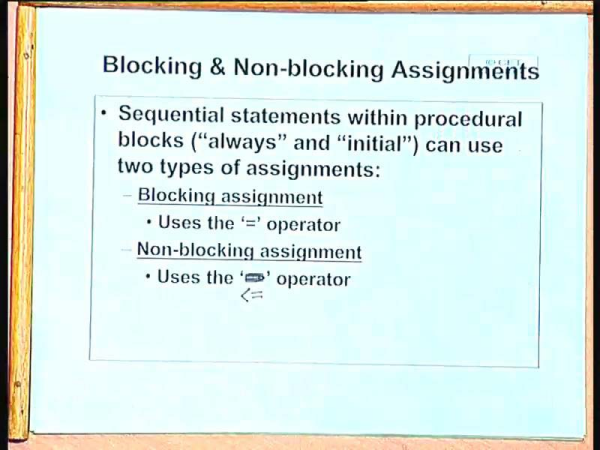 Blocking & Non-blocking Assignments
• Sequential statements within procedural
blocks (“always” and “initial”) can use
two types of assignments:
– Blocking assignment
• Uses the ‘=’ operator
– Non-blocking assignment
• Uses the ‘ ’ operator
<=